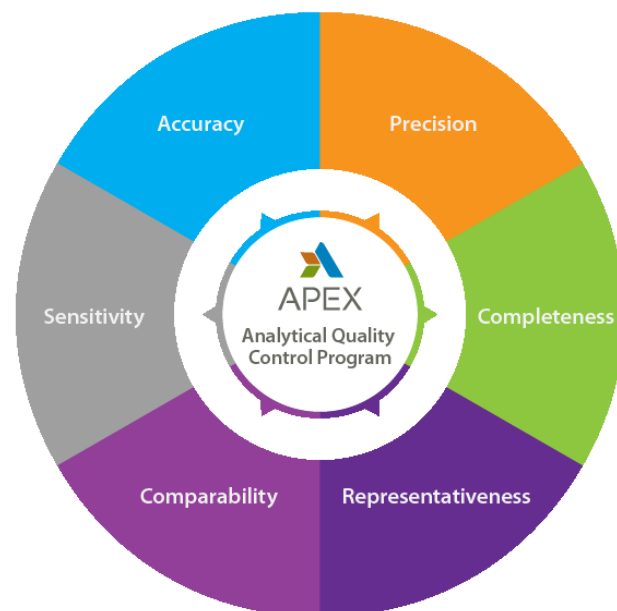 Accuracy
Precision
Sensitivity
APEX
Analytical Quality
Control Program
Completeness
Comparability
Representativeness